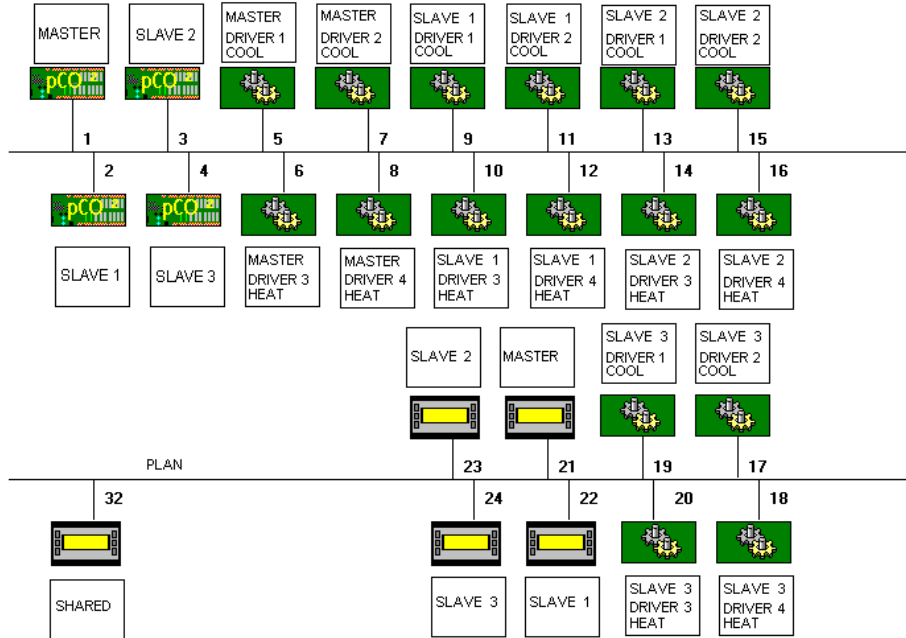 MASTER
SLAVE 2
MASTER
DRIVER 1
COOL
MASTER
DRIVER 2
COOL
SLAVE 1
DRIVER 1
COOL
SLAVE 1
DRIVER 2
COOL
SLAVE 2
DRIVER 1
COOL
SLAVE 2
DRIVER 2
COOL
pCO
pCO
1 3 5 7 9 11 13 15
2 4 6 8 10 12 14 16
pCO
pCO
SLAVE 1
SLAVE 3
MASTER
DRIVER 3
HEAT
MASTER
DRIVER 4
HEAT
SLAVE 1
DRIVER 3
HEAT
SLAVE 1
DRIVER 4
HEAT
SLAVE 2
DRIVER 3
HEAT
SLAVE 2
DRIVER 4
HEAT
SLAVE 2
MASTER
SLAVE 3
DRIVER 1
COOL
SLAVE 3
DRIVER 2
COOL
PLAN
23 21 19 17
32 24 22 20 18
SHARED
SLAVE 3
SLAVE 1
SLAVE 3
DRIVER 3
HEAT
SLAVE 3
DRIVER 4
HEAT